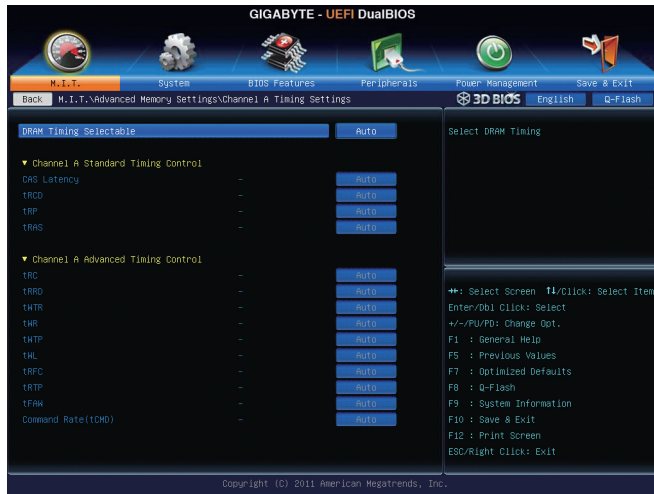 GIGABYTE - UEFI DualBIOS
M.I.T. System BIOS Features Peripherals Power Management Save & Exit
Back M.I.T.\Advanced Memory Settings\Channel A Timing Settings 3D BIOS English Q-Flash
DRAM Timing Selectable Auto Select DRAM Timing
▼ Channel A Standard Timing Control
CAS Latency - Auto
tRCD - Auto
tRP - Auto
tRAS - Auto
▼ Channel A Advanced Timing Control
tRC - Auto
tRRD - Auto
tWTR - Auto
tWR - Auto
tWTP - Auto
tWL - Auto
tRFC - Auto
tRTP - Auto
tFAW - Auto
Command Rate(tCMD) - Auto
↔: Select Screen ↑↓/Click: Select Item
Enter/Dbl Click: Select
+/-/PU/PD: Change Opt.
F1 : General Help
F5 : Previous Values
F7 : Optimized Defaults
F8 : Q-Flash
F9 : System Information
F10 : Save & Exit
F12 : Print Screen
ESC/Right Click: Exit
Copyright (C) 2011 American Megatrends, Inc.